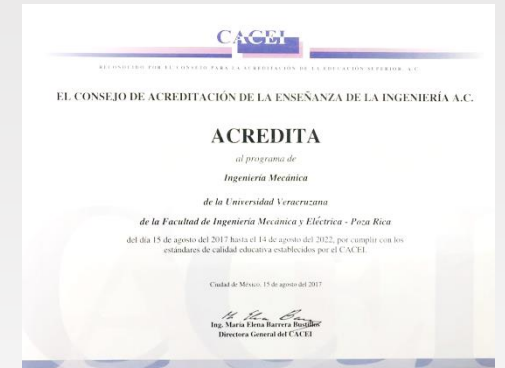 CACEI
RECONOCIDO POR EL CONSEJO PARA LA ACREDITACIÓN DE LA EDUCACIÓN SUPERIOR, A.C.
EL CONSEJO DE ACREDITACIÓN DE LA ENSEÑANZA DE LA INGENIERÍA A.C.
ACREDITA
al programa de
Ingeniería Mecánica
de la Universidad Veracruzana
de la Facultad de Ingeniería Mecánica y Eléctrica - Poza Rica
del día 15 de agosto del 2017 hasta el 14 de agosto del 2022, por cumplir con los
estándares de calidad educativa establecidos por el CACEI.
Ciudad de México, 15 de agosto del 2017
Ing. María Elena Barrera Bustillos
Directora General del CACEI